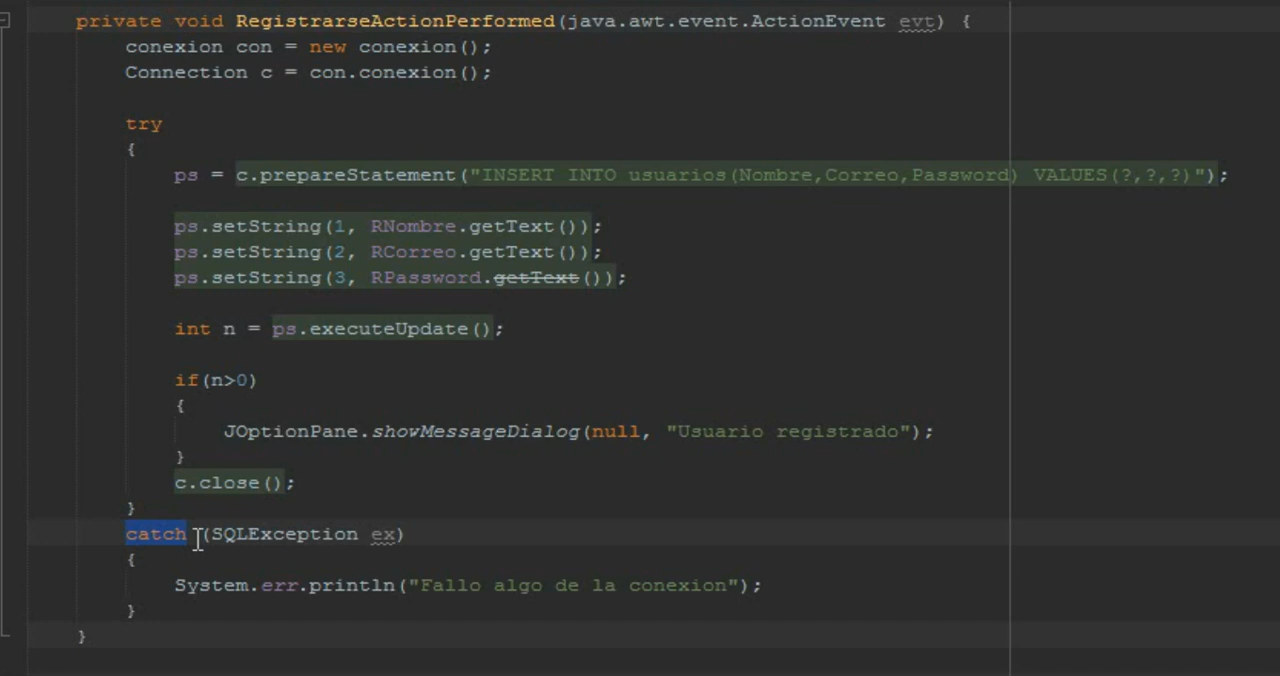 private void RegistrarseActionPerformed(java.awt.event.ActionEvent evt) {
conexion con = new conexion();
Connection c = con.conexion();
try
{
ps = c.prepareStatement("INSERT INTO usuarios(Nombre,Correo,Password) VALUES(?,?,?)");
ps.setString(1, RNombre.getText());
ps.setString(2, RCorreo.getText());
ps.setString(3, RPassword.getText());
int n = ps.executeUpdate();
if(n>0)
{
JOptionPane.showMessageDialog(null, "Usuario registrado");
}
c.close();
}
catch (SQLException ex)
{
System.err.println("Fallo algo de la conexion");
}
}